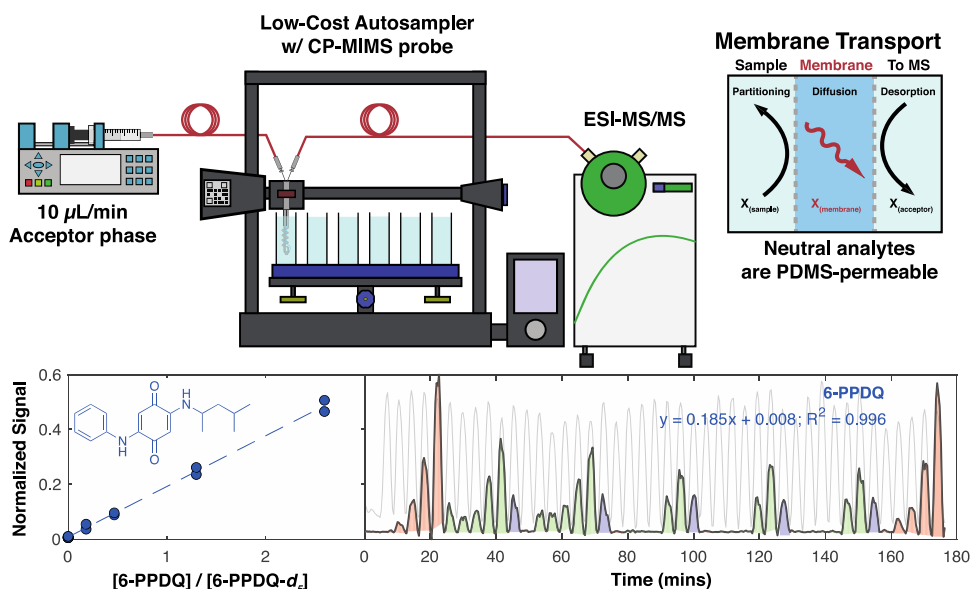 Low-Cost Autosampler
w/ CP-MIMS probe
10 µL/min
Acceptor phase
ESI-MS/MS
Membrane Transport
Sample Membrane To MS
Partitioning Diffusion Desorption
X(sample) X(membrane) X(acceptor)
Neutral analytes
are PDMS-permeable
Normalized Signal
0.6
0.4
0.2
0
0 1 2
[6-PPDQ] / [6-PPDQ-d5]
O
H
N
N
H
O
6-PPDQ
y = 0.185x + 0.008; R² = 0.996
0 20 40 60 80 100 120 140 160 180
Time (mins)